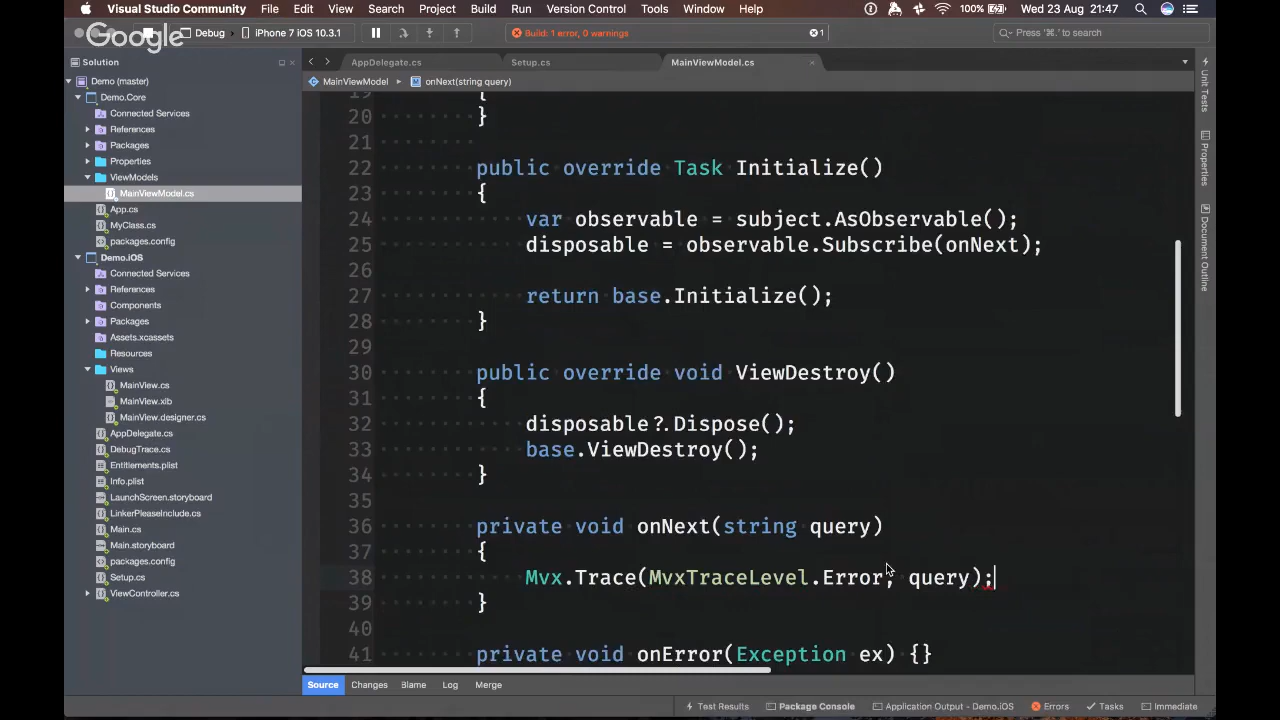 Visual Studio Community File Edit View Search Project Build Run Version Control Tools Window Help 100% Wed 23 Aug 21:47
Google
Debug iPhone 7 iOS 10.3.1 Build: 1 error, 0 warnings 1 Press '⌘.' to search
Solution
Demo (master)
Demo.Core
Connected Services
References
Packages
Properties
ViewModels
MainViewModel.cs
App.cs
MyClass.cs
packages.config
Demo.iOS
Connected Services
References
Components
Packages
Assets.xcassets
Resources
Views
MainView.cs
MainView.xib
MainView.designer.cs
AppDelegate.cs
DebugTrace.cs
Entitlements.plist
Info.plist
LaunchScreen.storyboard
LinkerPleaseInclude.cs
Main.cs
Main.storyboard
packages.config
Setup.cs
ViewController.cs
AppDelegate.cs Setup.cs MainViewModel.cs
MainViewModel onNext(string query)
19 {
20 }
21
22 public override Task Initialize()
23 {
24 var observable = subject.AsObservable();
25 disposable = observable.Subscribe(onNext);
26
27 return base.Initialize();
28 }
29
30 public override void ViewDestroy()
31 {
32 disposable?.Dispose();
33 base.ViewDestroy();
34 }
35
36 private void onNext(string query)
37 {
38 Mvx.Trace(MvxTraceLevel.Error, query);
39 }
40
41 private void onError(Exception ex) {}
Source Changes Blame Log Merge
Unit Tests
Properties
Document Outline
Test Results Package Console Application Output - Demo.iOS Errors Tasks Immediate